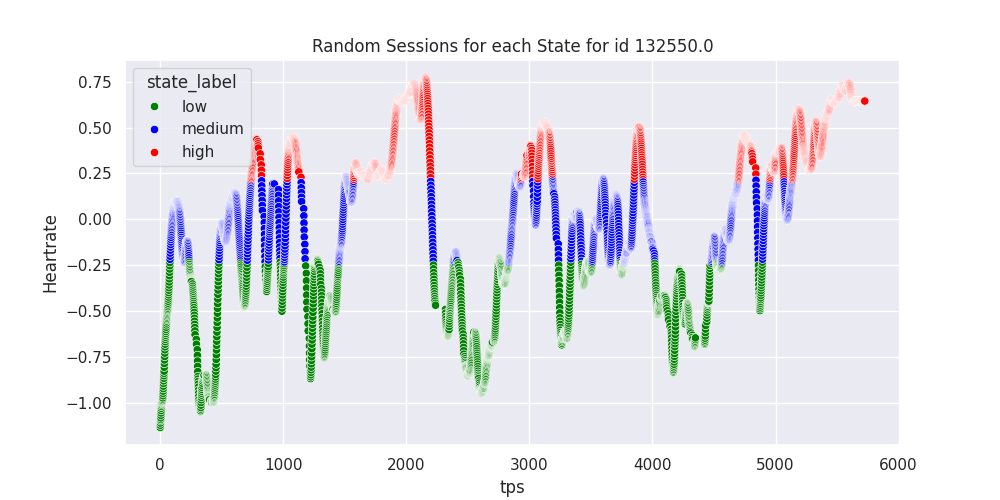 Random Sessions for each State for id 132550.0
state_label
low
medium
high
Heartrate
0.75
0.50
0.25
0.00
−0.25
−0.50
−0.75
−1.00
0 1000 2000 3000 4000 5000 6000
tps